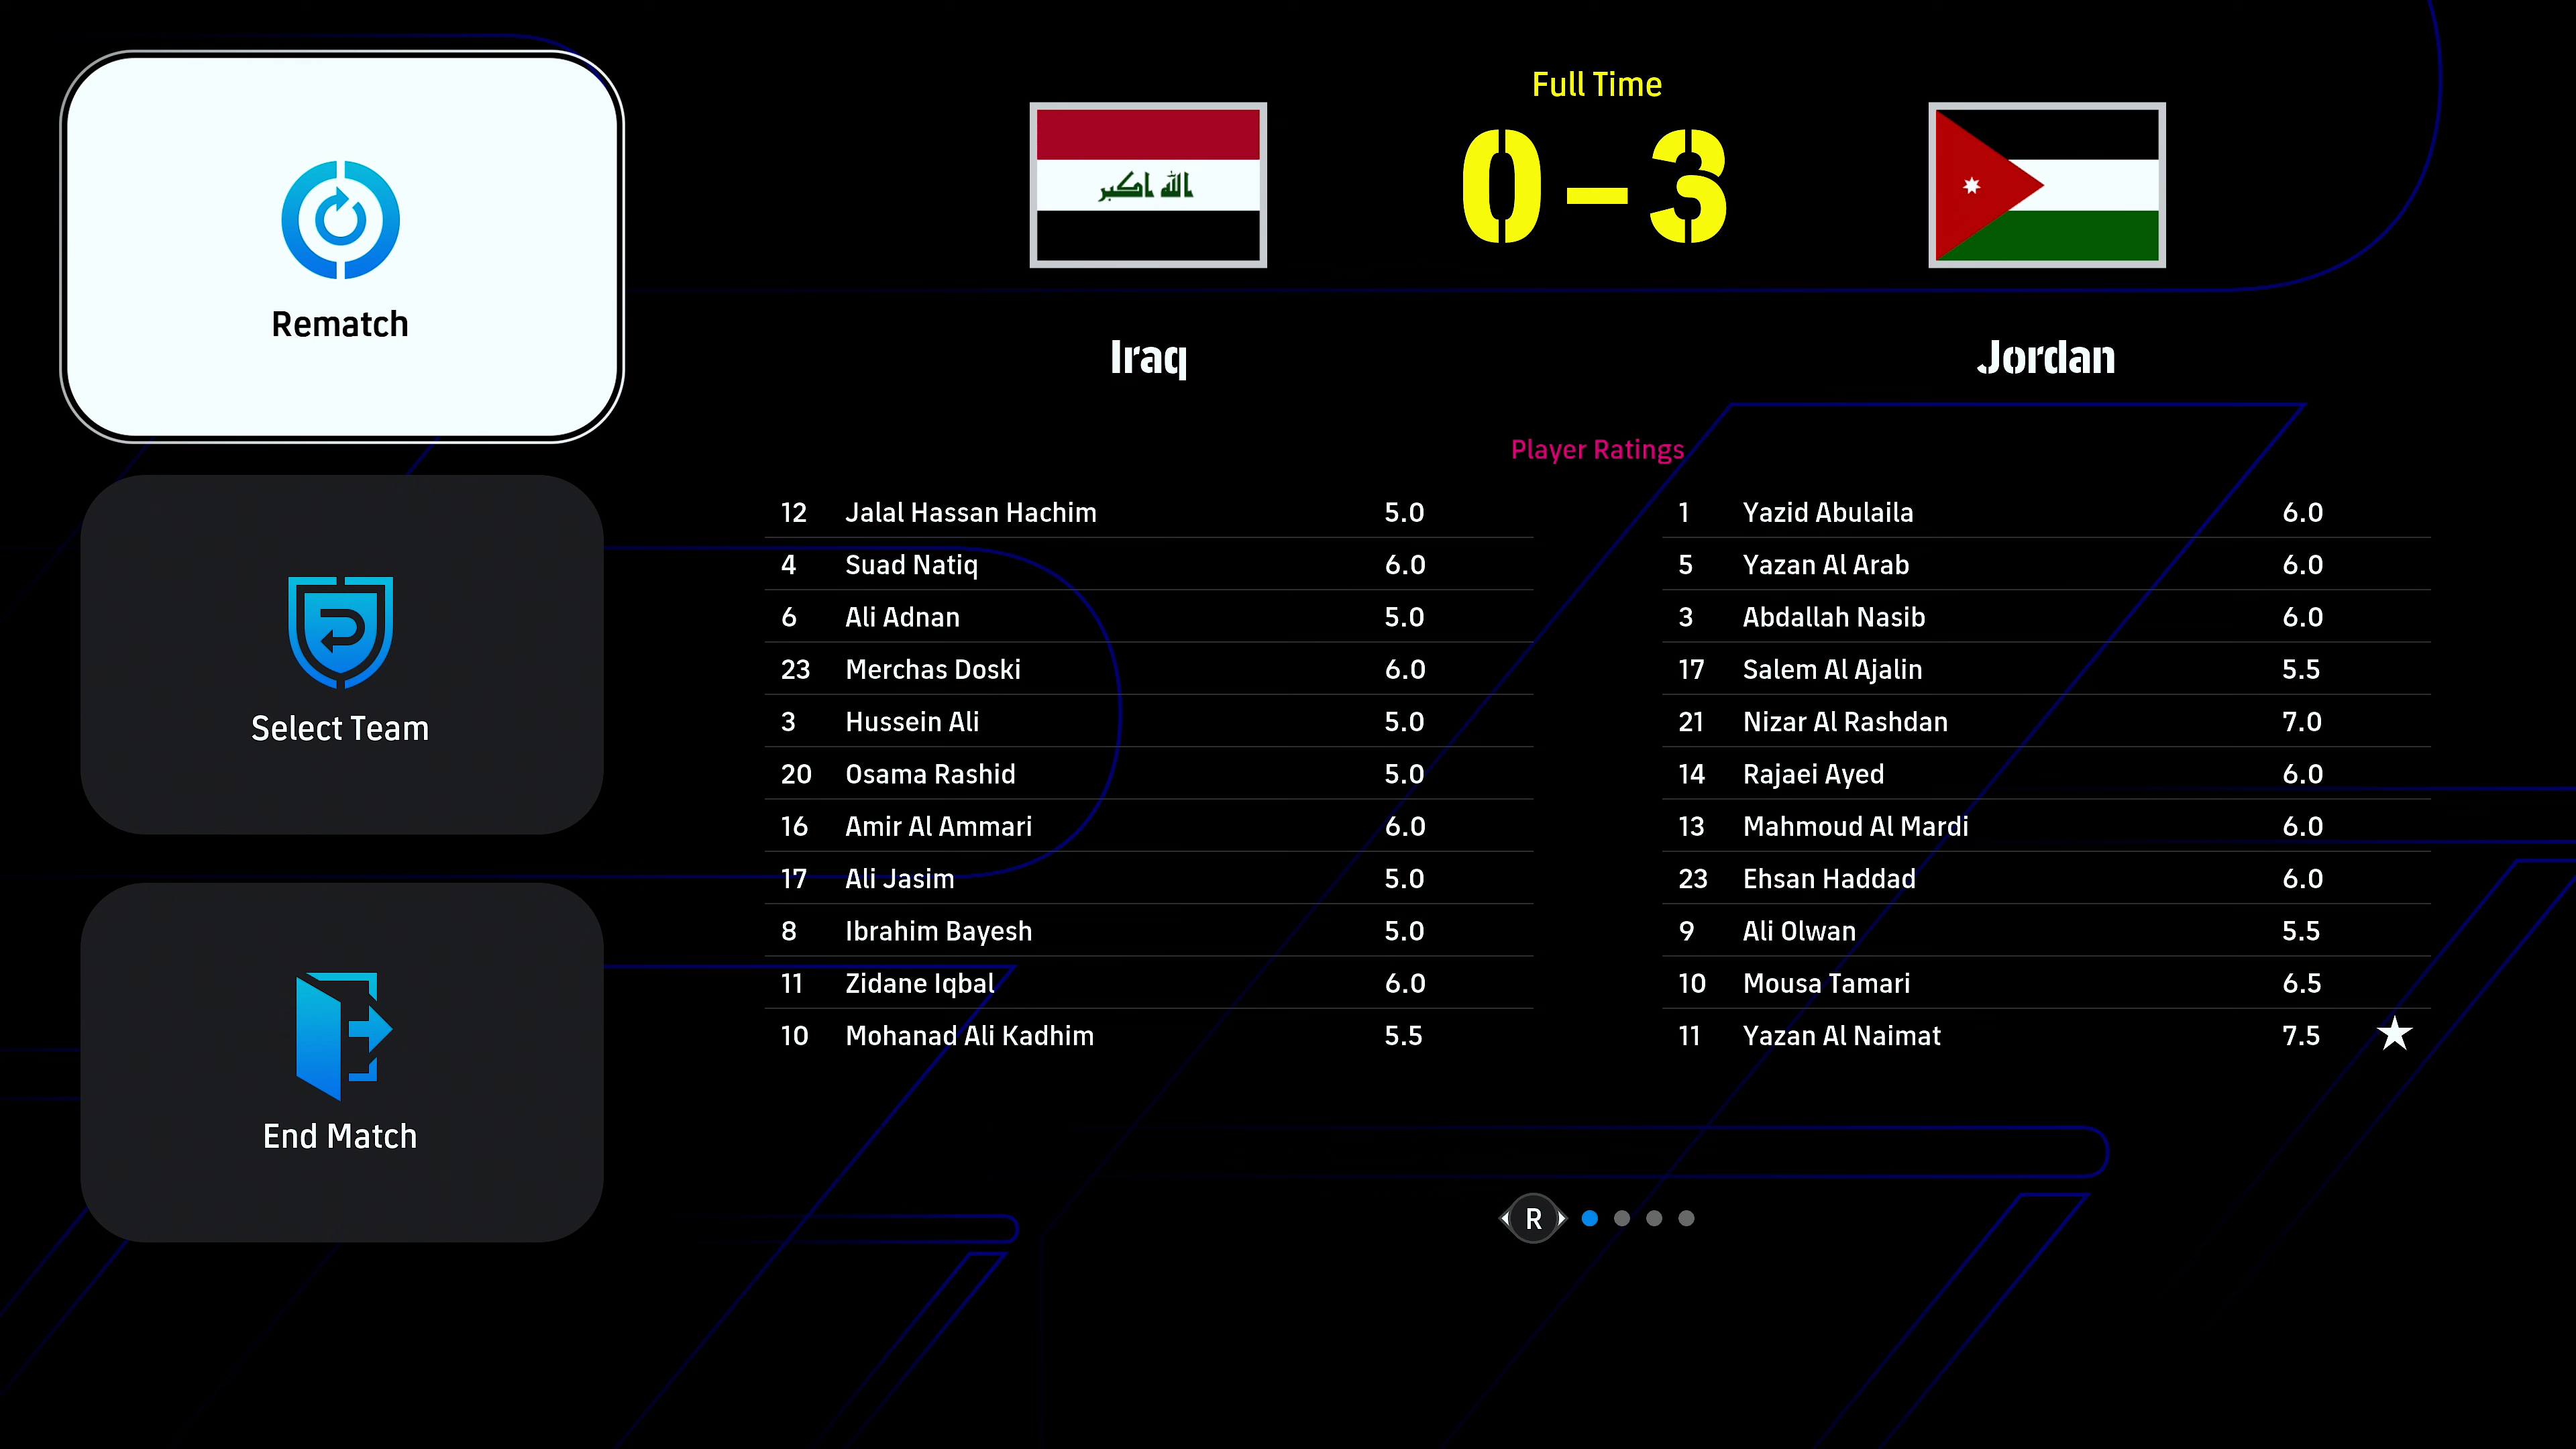 Rematch
Select Team
End Match
Full Time
0 - 3
الله اكبر
Iraq
Jordan
Player Ratings
12 Jalal Hassan Hachim 5.0
4 Suad Natiq 6.0
6 Ali Adnan 5.0
23 Merchas Doski 6.0
3 Hussein Ali 5.0
20 Osama Rashid 5.0
16 Amir Al Ammari 6.0
17 Ali Jasim 5.0
8 Ibrahim Bayesh 5.0
11 Zidane Iqbal 6.0
10 Mohanad Ali Kadhim 5.5
1 Yazid Abulaila 6.0
5 Yazan Al Arab 6.0
3 Abdallah Nasib 6.0
17 Salem Al Ajalin 5.5
21 Nizar Al Rashdan 7.0
14 Rajaei Ayed 6.0
13 Mahmoud Al Mardi 6.0
23 Ehsan Haddad 6.0
9 Ali Olwan 5.5
10 Mousa Tamari 6.5
11 Yazan Al Naimat 7.5
R